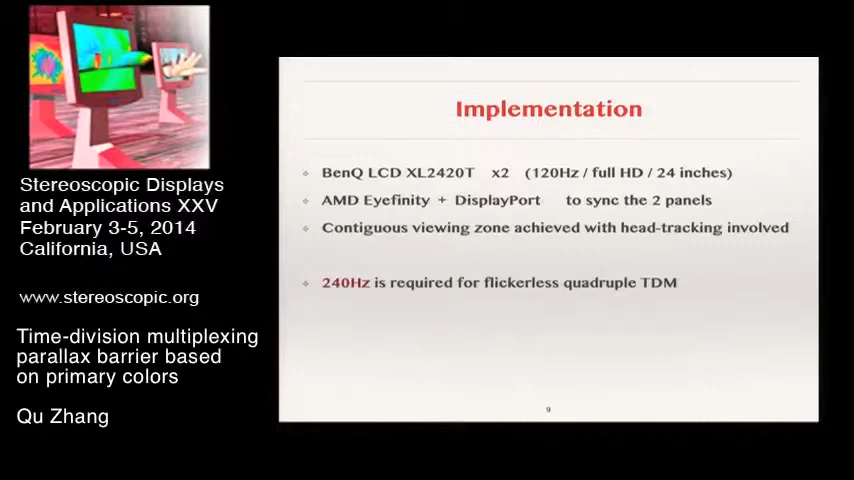 Stereoscopic Displays
and Applications XXV
February 3-5, 2014
California, USA
www.stereoscopic.org
Time-division multiplexing
parallax barrier based
on primary colors
Qu Zhang
Implementation
BenQ LCD XL2420T x2 (120Hz / full HD / 24 inches)
AMD Eyefinity + DisplayPort to sync the 2 panels
Contiguous viewing zone achieved with head-tracking involved
240Hz is required for flickerless quadruple TDM
9